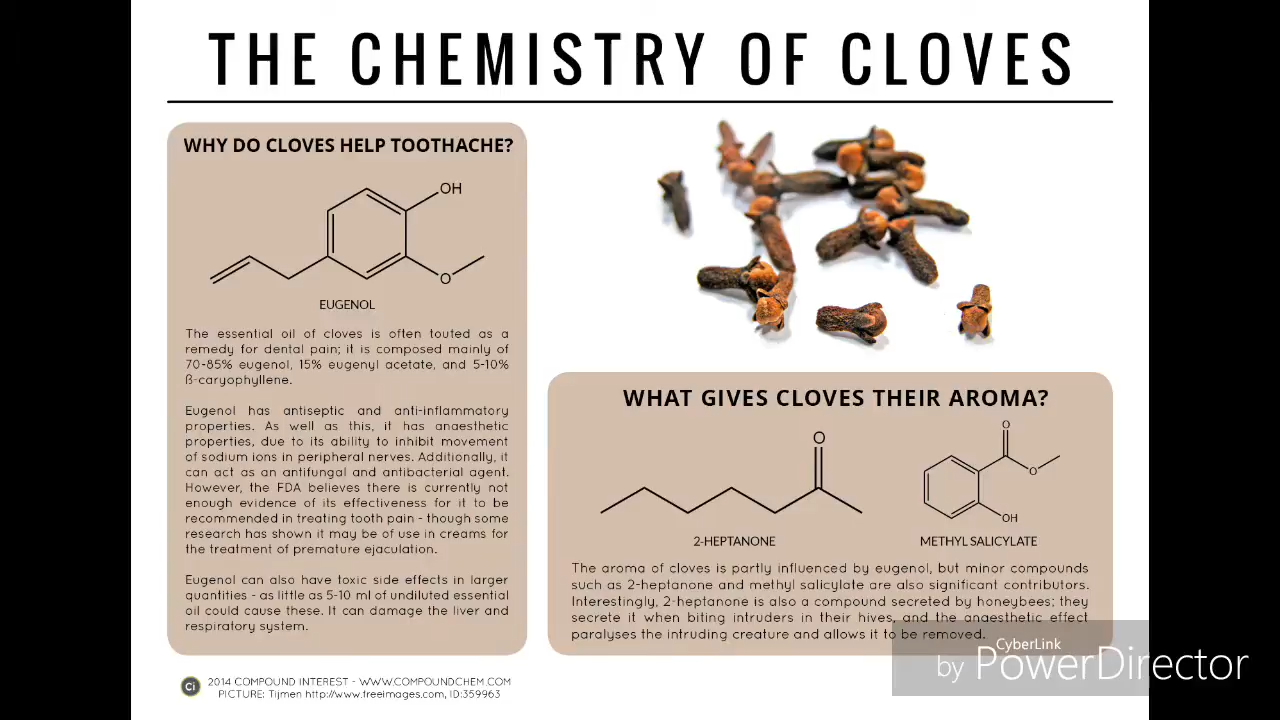 THE CHEMISTRY OF CLOVES
WHY DO CLOVES HELP TOOTHACHE?
OH
O
EUGENOL
The essential oil of cloves is often touted as a
remedy for dental pain; it is composed mainly of
70-85% eugenol, 15% eugenyl acetate, and 5-10%
ß-caryophyllene.
Eugenol has antiseptic and anti-inflammatory
properties. As well as this, it has anaesthetic
properties, due to its ability to inhibit movement
of sodium ions in peripheral nerves. Additionally, it
can act as an antifungal and antibacterial agent.
However, the FDA believes there is currently not
enough evidence of its effectiveness for it to be
recommended in treating tooth pain - though some
research has shown it may be of use in creams for
the treatment of premature ejaculation.
Eugenol can also have toxic side effects in larger
quantities - as little as 5-10 ml of undiluted essential
oil could cause these. It can damage the liver and
respiratory system.
WHAT GIVES CLOVES THEIR AROMA?
O
2-HEPTANONE
O
O
OH
METHYL SALICYLATE
The aroma of cloves is partly influenced by eugenol, but minor compounds
such as 2-heptanone and methyl salicylate are also significant contributors.
Interestingly, 2-heptanone is also a compound secreted by honeybees; they
secrete it when biting intruders in their hives, and the anaesthetic effect
paralyses the intruding creature and allows it to be removed.
Ci
2014 COMPOUND INTEREST - WWW.COMPOUNDCHEM.COM
PICTURE: Tijmen http://www.freeimages.com, ID:359963
CyberLink
by PowerDirector